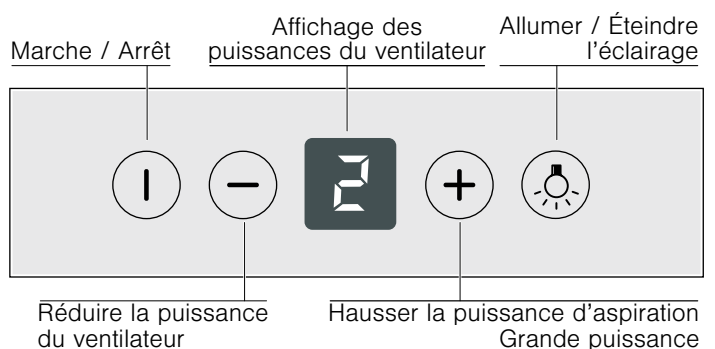 Marche / Arrêt
Affichage des
puissances du ventilateur
Allumer / Éteindre
l'éclairage
2
Réduire la puissance
du ventilateur
Hausser la puissance d'aspiration
Grande puissance